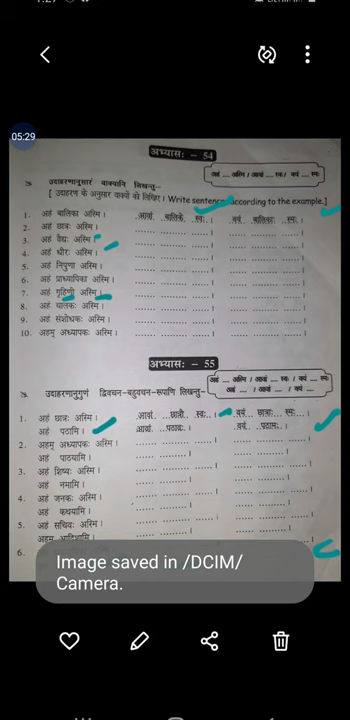 05:29
अभ्यासः - 54
अहं ... अस्मि / आवां ... स्वः / वयं ... स्मः
उदाहरणानुसारं वाक्यानि लिखन्तु-
[ उदाहरण के अनुसार वाक्यों को लिखिए। Write sentences according to the example.]
1. अहं बालिका अस्मि। ..आवां. .बालिके. .स्वः..। ..वयं. .बालिकाः. ..स्मः..।
2. अहं छात्रः अस्मि। ........ ........ ......। ........ ........ ......।
3. अहं वैद्यः अस्मि। ........ ........ ......। ........ ........ ......।
4. अहं धीरः अस्मि। ........ ........ ......। ........ ........ ......।
5. अहं निपुणा अस्मि। ........ ........ ......। ........ ........ ......।
6. अहं प्राध्यापिका अस्मि। ........ ........ ......। ........ ........ ......।
7. अहं गृहिणी अस्मि। ........ ........ ......। ........ ........ ......।
8. अहं चालकः अस्मि। ........ ........ ......। ........ ........ ......।
9. अहं संशोधकः अस्मि। ........ ........ ......। ........ ........ ......।
10. अहम् अध्यापकः अस्मि। ........ ........ ......। ........ ........ ......।
अभ्यासः - 55
अहं ... अस्मि / आवां ... स्वः / वयं ... स्मः
अहं ... / आवां ... / वयं ...
उदाहरणानुगुणं द्विवचन-बहुवचन-रूपाणि लिखन्तु-
1. अहं छात्रः अस्मि। ..आवां. ...छात्रौ. ..स्वः..। ..वयं. ..छात्राः. ..स्मः...।
अहं पठामि। आवां. ..पठावः.। ..वयं. ..पठामः.।
2. अहम् अध्यापकः अस्मि। ........ ........ ......। ........ ........ ......।
पाठयामि। ........ ........। ........ ........।
3. अहं शिष्यः अस्मि। ........ ........ ......। ........ ........ ......।
अहं नमामि। ........ ........। ........ ........।
4. अहं जनकः अस्मि। ........ ........ ......। ........ ........ ......।
अहं कथयामि। ........ ........। ........ ........।
5. अहं सचिवः अस्मि। ........ ........ ......। ........ ........ ......।
अहम्
6.
Image saved in /DCIM/
Camera.